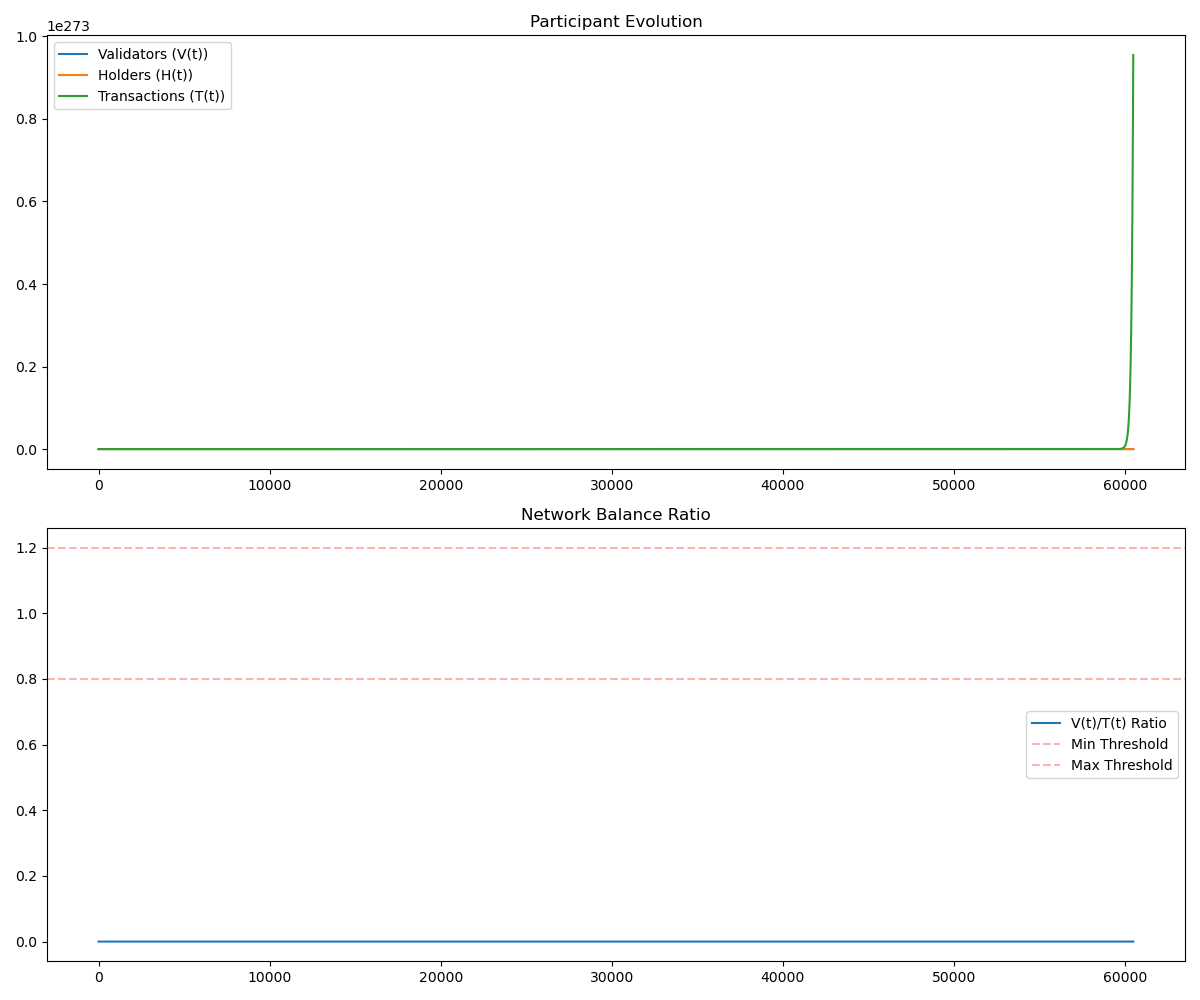 Participant Evolution
1e273
1.0
0.8
0.6
0.4
0.2
0.0
Validators (V(t))
Holders (H(t))
Transactions (T(t))
0 10000 20000 30000 40000 50000 60000
Network Balance Ratio
1.2
1.0
0.8
0.6
0.4
0.2
0.0
V(t)/T(t) Ratio
Min Threshold
Max Threshold
0 10000 20000 30000 40000 50000 60000